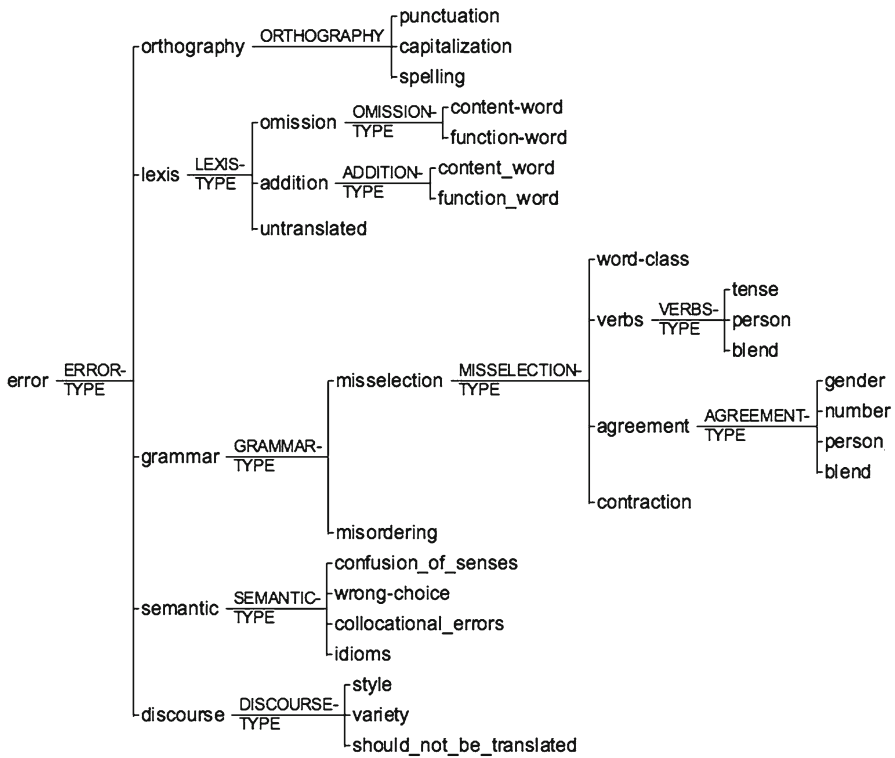 punctuation
orthography ORTHOGRAPHY capitalization
spelling
omission OMISSION-
TYPE content-word
function-word
lexis LEXIS-
TYPE addition ADDITION-
TYPE content_word
function_word
untranslated
word-class
verbs VERBS-
TYPE tense
person
blend
error ERROR-
TYPE misselection MISSELECTION-
TYPE
agreement AGREEMENT-
TYPE gender
number
person
blend
grammar GRAMMAR-
TYPE
contraction
misordering
confusion_of_senses
semantic SEMANTIC-
TYPE wrong-choice
collocational_errors
idioms
style
discourse DISCOURSE-
TYPE variety
should_not_be_translated